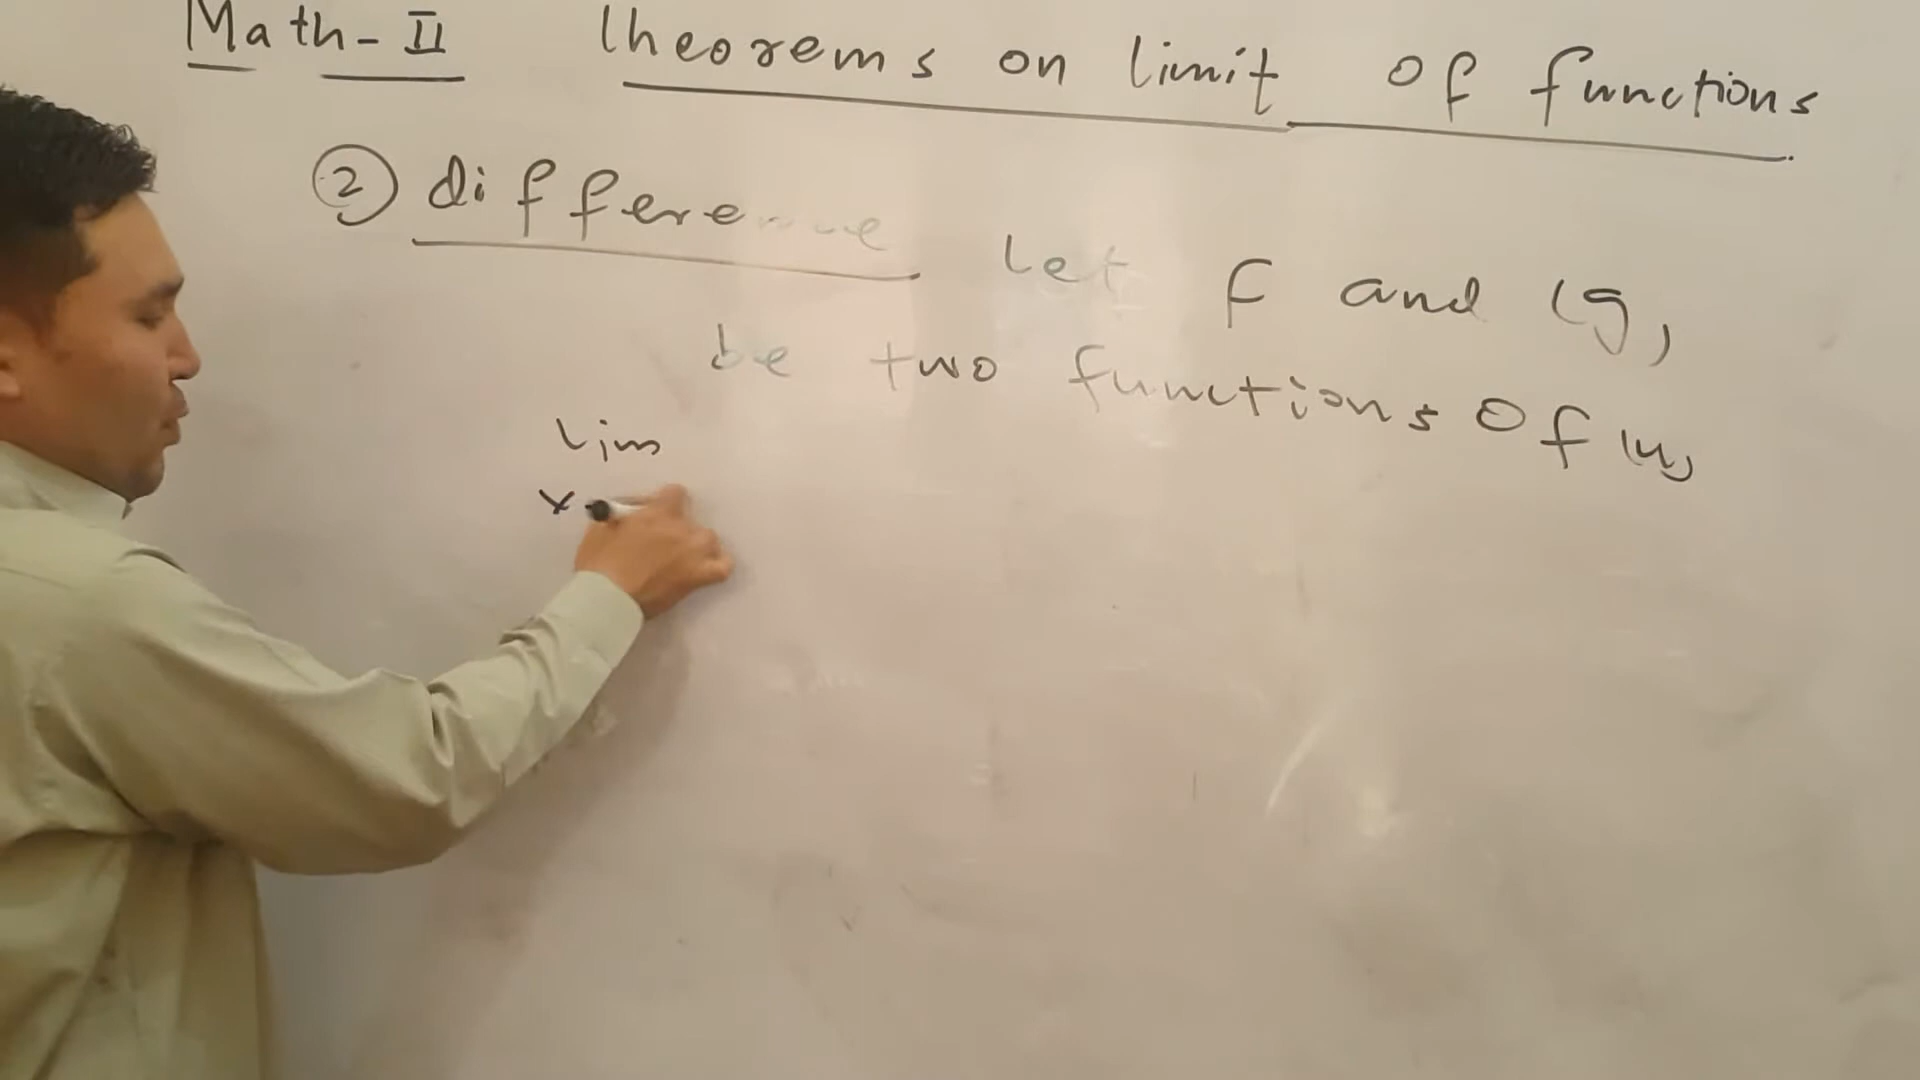 Math-II Theorems on limit of functions
② difference Let f and (g)
be two functions of (x)
lim
x